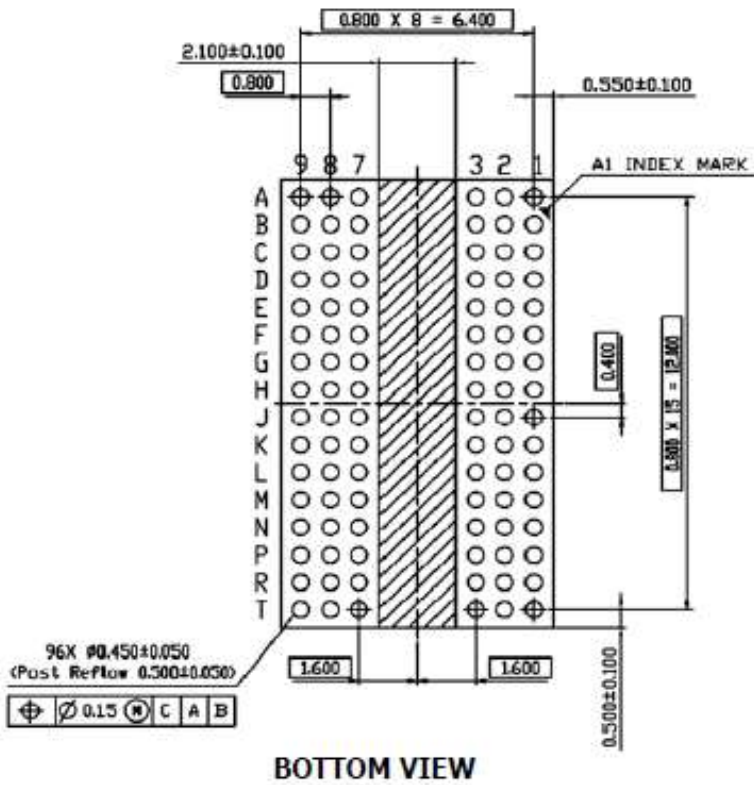 0.800 X 8 = 6.400
2.100±0.100
0.800
0.550±0.100
9 8 7 3 2 1
A1 INDEX MARK
A
B
C
D
E
F
G
H
J
K
L
M
N
P
R
T
0.400
0.800 X 15 = 12.000
96X Ø0.450±0.050
(Post Reflow 0.500±0.050)
⌖ Ø 0.15 Ⓜ C A B
1.600 1.600
0.500±0.100
BOTTOM VIEW